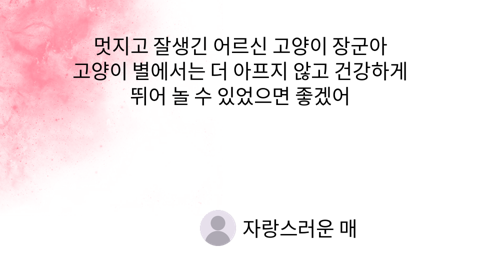 멋지고 잘생긴 어르신 고양이 장군아
고양이 별에서는 더 아프지 않고 건강하게
뛰어 놀 수 있었으면 좋겠어
자랑스러운 매